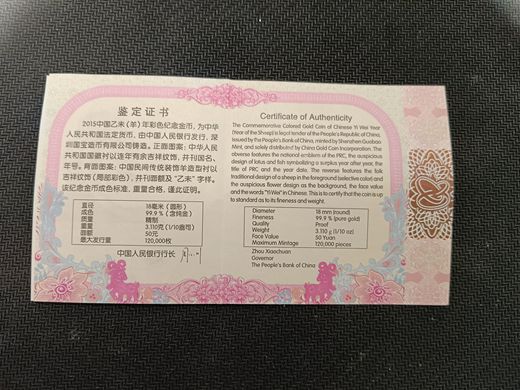 鉴定证书
2015中国乙未(羊)年彩色纪念金币,为中华
人民共和国法定货币,由中国人民银行发行,深
圳国宝造币有限公司铸造。正面图案:中华人民
共和国国徽衬以连年有余吉祥纹饰,并刊国名、
年号。背面图案:中国民间传统装饰羊造型衬以
吉祥纹饰(局部彩色),并刊面额及“乙未”字样。
该纪念金币成色标准,重量合格,谨此证明。
直径 18毫米(圆形)
成色 99.9%(含纯金)
质量 精制
重量 3.110克(1/10盎司)
面额 50元
最大发行量 120,000枚
中国人民银行行长
Certificate of Authenticity
The Commemorative Colored Gold Coin of Chinese Yi Wei Year
(Year of the Sheep) is legal tender of the People's Republic of China,
issued by the People's Bank of China, minted by Shenzhen Guobao
Mint, and solely distributed by China Gold Coin Incorporation. The
obverse features the national emblem of the PRC, the auspicious
design of lotus and fish symbolizing a surplus year after year, the
title of PRC and the year date. The reverse features the folk
traditional design of a sheep in the foreground (selective color) and
the auspicious flower design as the background, the face value
and the words "Yi Wei" in Chinese. This is to certify that the coin is up
to standard as to its fineness and weight.
Diameter 18 mm (round)
Fineness 99.9% (pure gold)
Quality Proof
Weight 3.110 g (1/10 oz)
Face Value 50 Yuan
Maximum Mintage 120,000 pieces
Zhou Xiaochuan
Governor
The People's Bank of China